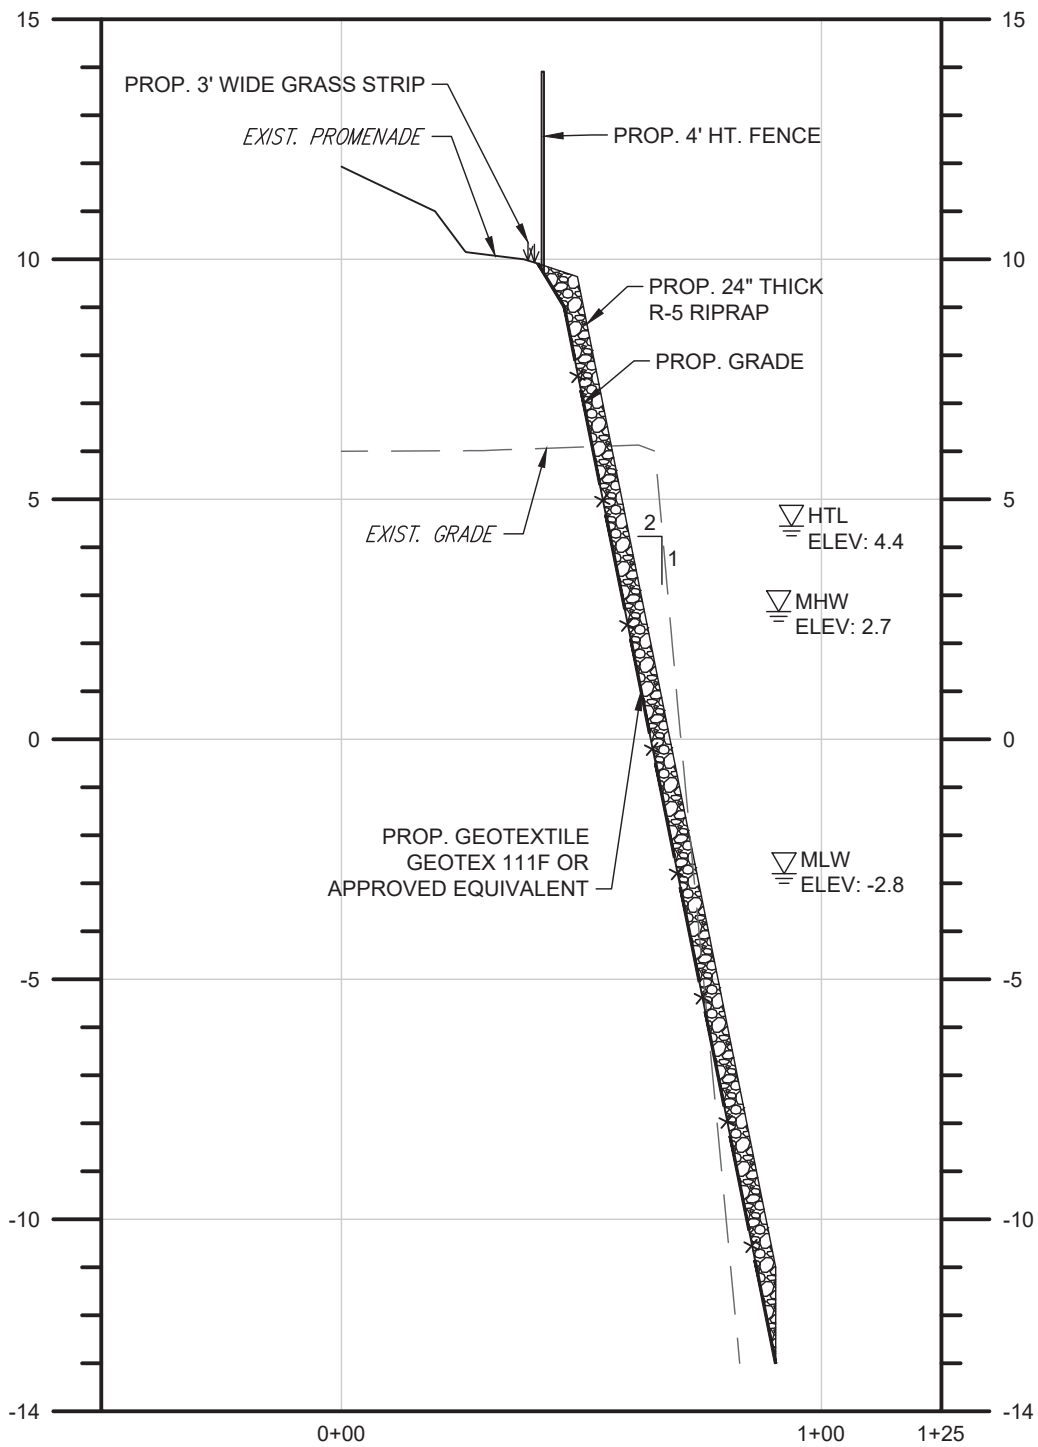 15
15
PROP. 3' WIDE GRASS STRIP
EXIST. PROMENADE
PROP. 4' HT. FENCE
10
10
PROP. 24" THICK
R-5 RIPRAP
PROP. GRADE
5
5
HTL
ELEV: 4.4
2
1
EXIST. GRADE
MHW
ELEV: 2.7
0
0
PROP. GEOTEXTILE
GEOTEX 111F OR
APPROVED EQUIVALENT
MLW
ELEV: -2.8
-5
-5
-10
-10
-14
-14
0+00
1+00
1+25